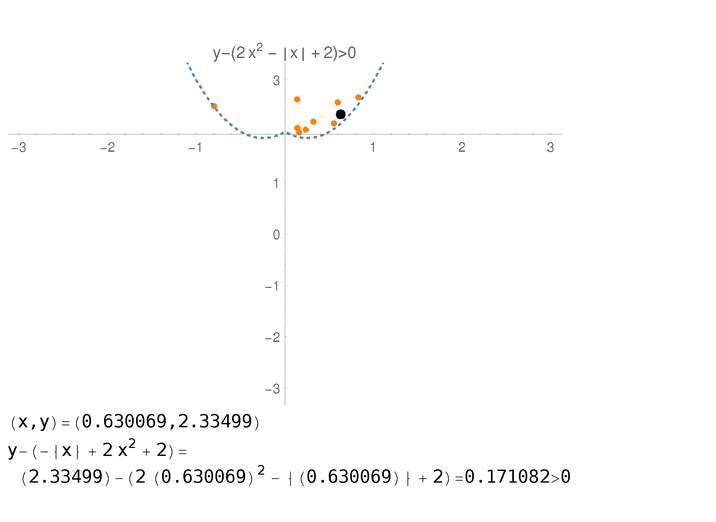 y−(2 x² − |x| + 2)>0
3
−3 −2 −1 1 2 3
1
0
−1
−2
−3
(x,y)=(0.630069,2.33499)
y−(−|x| + 2 x² + 2)=
(2.33499)−(2 (0.630069)² − |(0.630069)| + 2)=0.171082>0